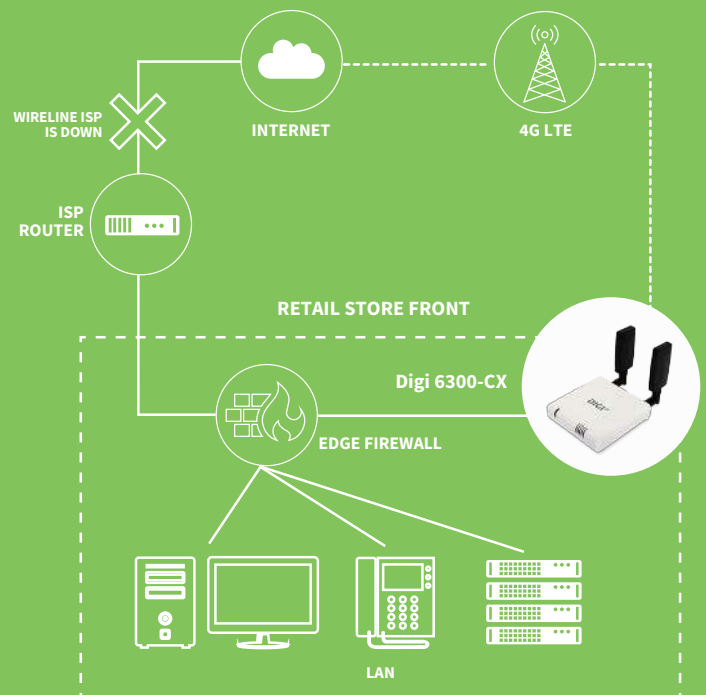 WIRELINE ISP
IS DOWN
INTERNET
4G LTE
ISP
ROUTER
RETAIL STORE FRONT
Digi 6300-CX
EDGE FIREWALL
LAN